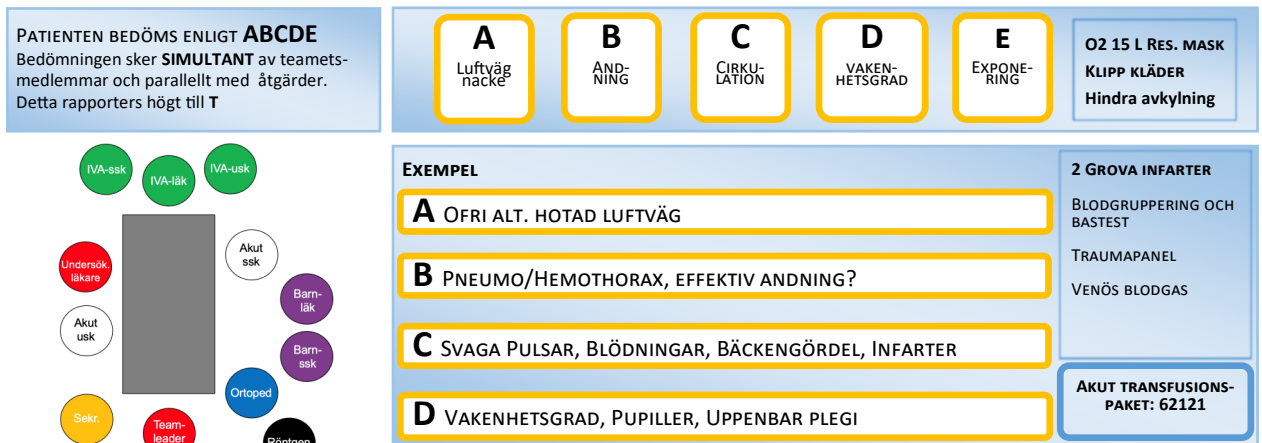 PATIENTEN BEDÖMS ENLIGT ABCDE
Bedömningen sker SIMULTANT av teamets-
medlemmar och parallellt med åtgärder.
Detta rapporters högt till T
A
Luftväg
nacke
B
AND-
NING
C
CIRKU-
LATION
D
VAKEN-
HETSGRAD
E
EXPONE-
RING
O2 15 L RES. MASK
KLIPP KLÄDER
Hindra avkylning
IVA-ssk
IVA-läk
IVA-usk
Undersök.
läkare
Akut
ssk
Akut
usk
Barn-
läk
Barn-
ssk
Ortoped
Sekr.
Team-
leader
Röntgen
EXEMPEL
A OFRI ALT. HOTAD LUFTVÄG
B PNEUMO/HEMOTHORAX, EFFEKTIV ANDNING?
C SVAGA PULSAR, BLÖDNINGAR, BÄCKENGÖRDEL, INFARTER
D VAKENHETSGRAD, PUPILLER, UPPENBAR PLEGI
2 GROVA INFARTER
BLODGRUPPERING OCH
BASTEST
TRAUMAPANEL
VENÖS BLODGAS
AKUT TRANSFUSIONS-
PAKET: 62121